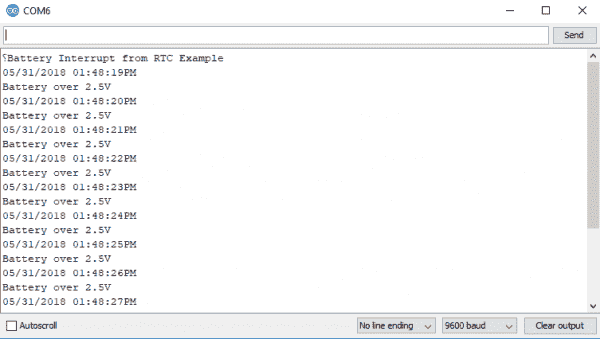 COM6
Send
⸮Battery Interrupt from RTC Example
05/31/2018 01:48:19PM
Battery over 2.5V
05/31/2018 01:48:20PM
Battery over 2.5V
05/31/2018 01:48:21PM
Battery over 2.5V
05/31/2018 01:48:22PM
Battery over 2.5V
05/31/2018 01:48:23PM
Battery over 2.5V
05/31/2018 01:48:24PM
Battery over 2.5V
05/31/2018 01:48:25PM
Battery over 2.5V
05/31/2018 01:48:26PM
Battery over 2.5V
05/31/2018 01:48:27PM
Autoscroll
No line ending
9600 baud
Clear output